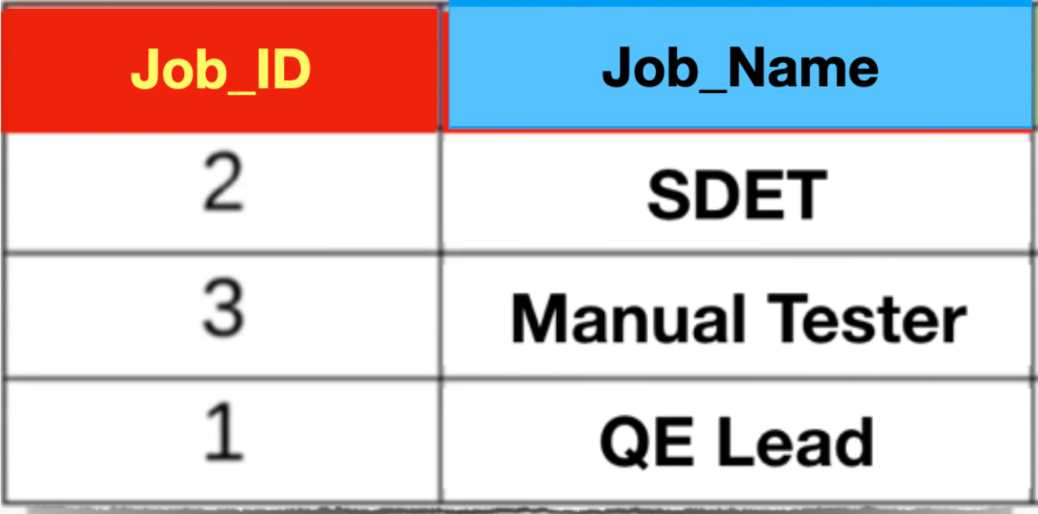 Job_ID Job_Name
2 SDET
3 Manual Tester
1 QE Lead